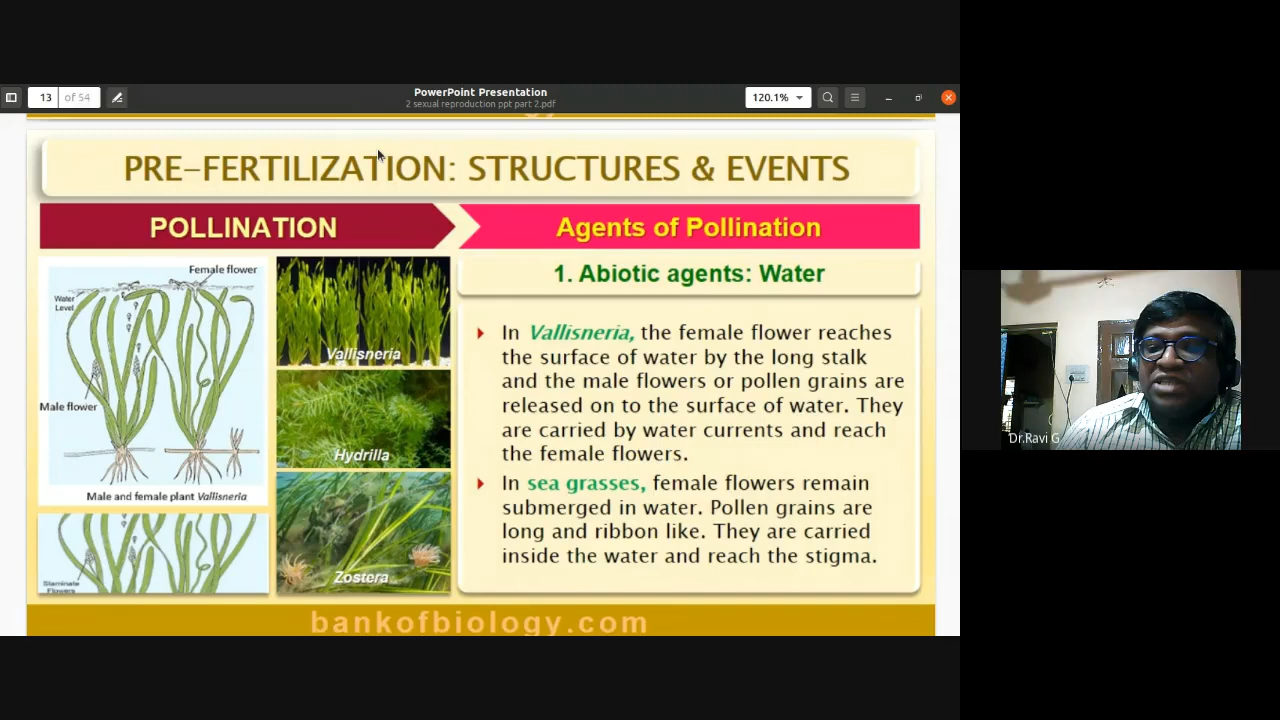 13 of 54
PowerPoint Presentation
2 sexual reproduction ppt part 2.pdf
120.1%
PRE-FERTILIZATION: STRUCTURES & EVENTS
POLLINATION
Agents of Pollination
Female flower
Water
Level
Male flower
Male and female plant Vallisneria
Staminate
Flowers
Vallisneria
Hydrilla
Zostera
1. Abiotic agents: Water
In Vallisneria, the female flower reaches
the surface of water by the long stalk
and the male flowers or pollen grains are
released on to the surface of water. They
are carried by water currents and reach
the female flowers.
In sea grasses, female flowers remain
submerged in water. Pollen grains are
long and ribbon like. They are carried
inside the water and reach the stigma.
bankofbiology.com
Dr.Ravi G